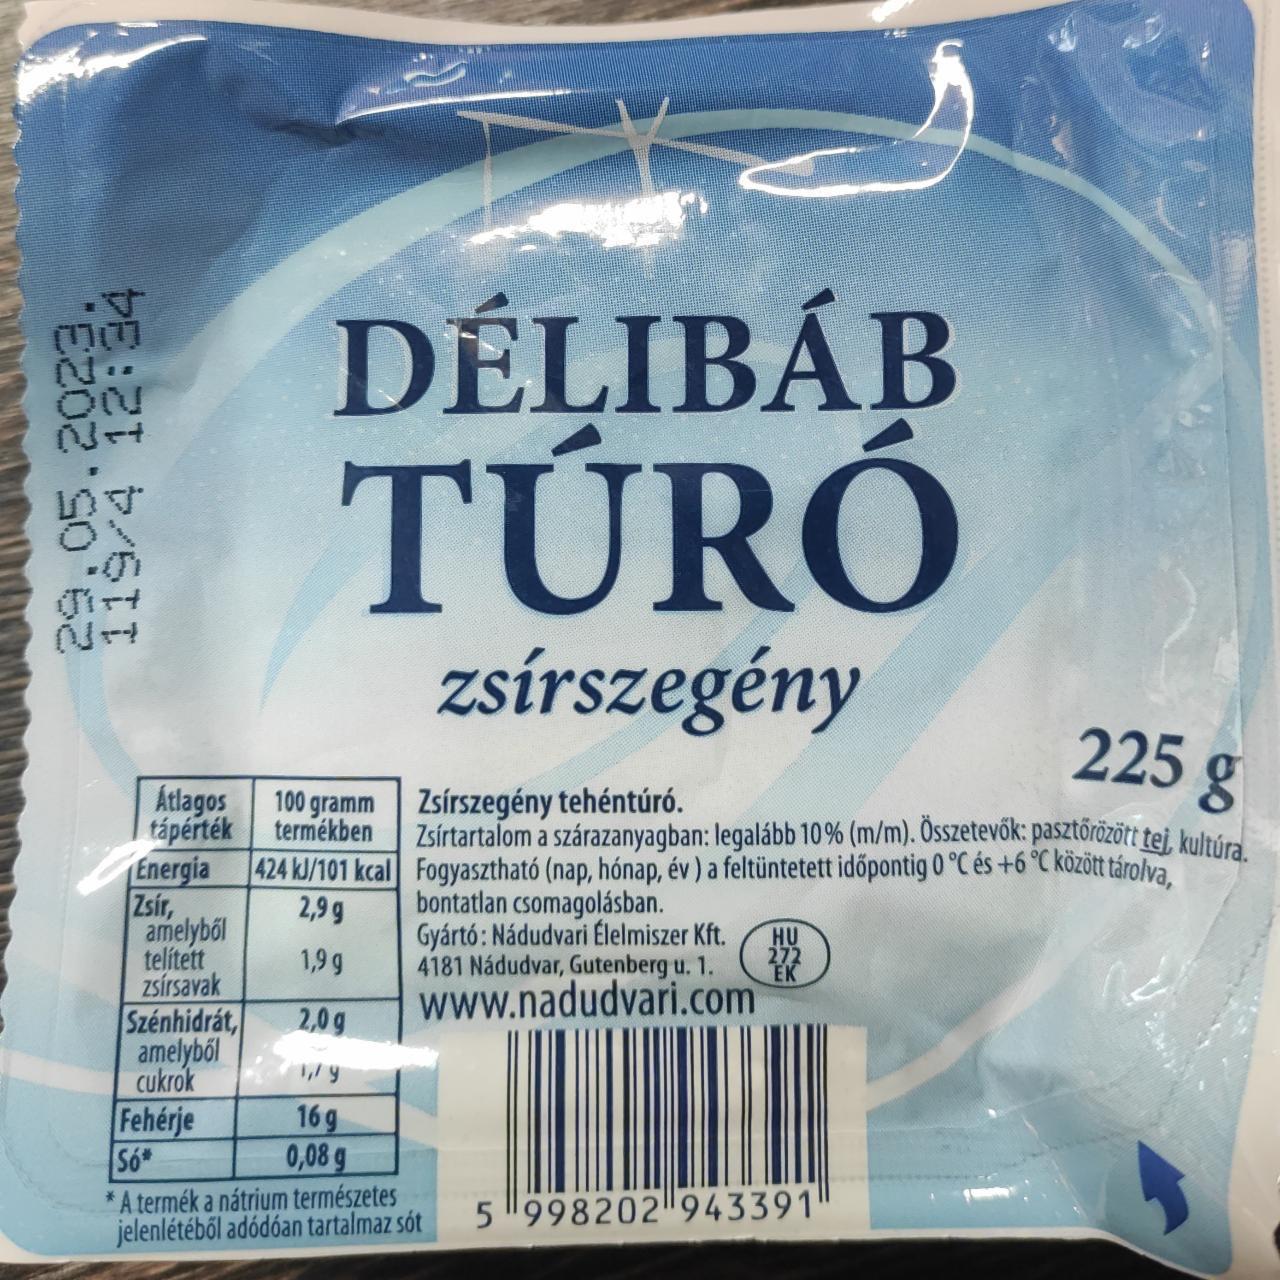 29.05.2023.
119/4 12:34
DÉLIBÁB
TÚRÓ
zsírszegény
225 g
Átlagos tápérték 100 gramm termékben
Energia 424 kJ/101 kcal
Zsír, 2,9 g
amelyből telített zsírsavak 1,9 g
Szénhidrát, 2,0 g
amelyből cukrok 1,7 g
Fehérje 16 g
Só* 0,08 g
* A termék a nátrium természetes
jelenlétéből adódóan tartalmaz sót
Zsírszegény tehéntúró.
Zsírtartalom a szárazanyagban: legalább 10% (m/m). Összetevők: pasztőrözött tej, kultúra.
Fogyasztható (nap, hónap, év ) a feltüntetett időpontig 0 °C és +6 °C között tárolva,
bontatlan csomagolásban.
Gyártó: Nádudvari Élelmiszer Kft.
4181 Nádudvar, Gutenberg u. 1.
HU
272
EK
www.nadudvari.com
5 998202 943391